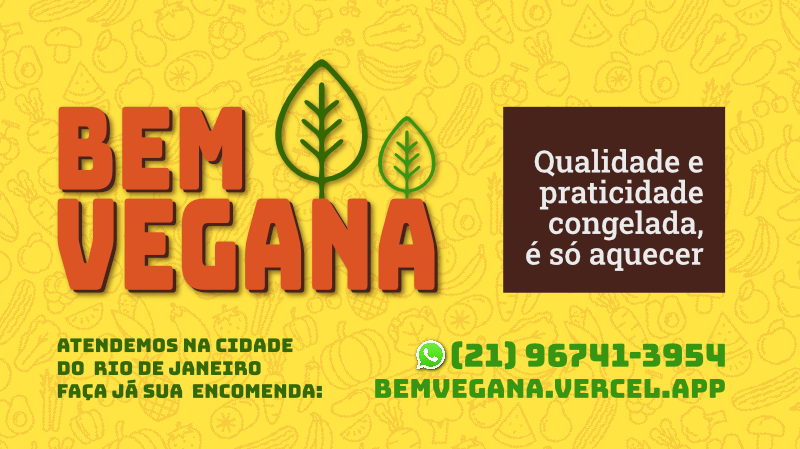 BEM
VEGANA
Qualidade e
praticidade
congelada,
é só aquecer
ATENDEMOS NA CIDADE
DO RIO DE JANEIRO
FAÇA JÁ SUA ENCOMENDA:
(21) 96741-3954
BEMVEGANA.VERCEL.APP